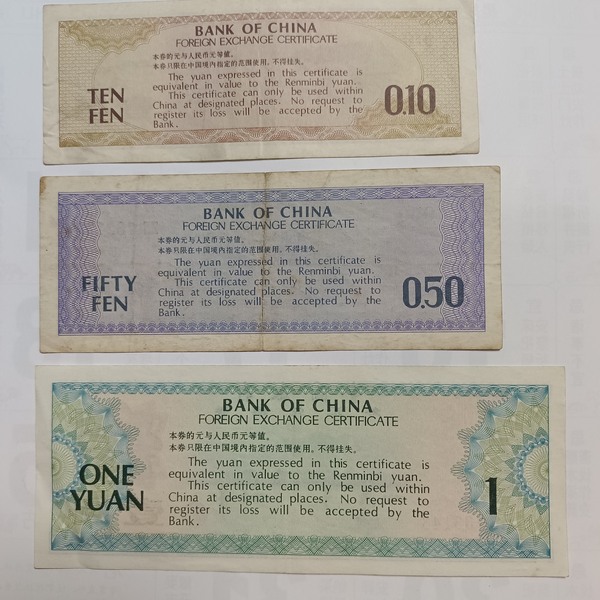 BANK OF CHINA
FOREIGN EXCHANGE CERTIFICATE
本券的元与人民币元等值。
本券只限在中国境内指定的范围使用，不得挂失。
The yuan expressed in this certificate is
equivalent in value to the Renminbi yuan.
This certificate can only be used within
China at designated places. No request to
register its loss will be accepted by the
Bank.
TEN
FEN
0.10
BANK OF CHINA
FOREIGN EXCHANGE CERTIFICATE
本券的元与人民币元等值。
本券只限在中国境内指定的范围使用，不得挂失。
The yuan expressed in this certificate is
equivalent in value to the Renminbi yuan.
This certificate can only be used within
China at designated places. No request to
register its loss will be accepted by the
Bank.
FIFTY
FEN
0.50
BANK OF CHINA
FOREIGN EXCHANGE CERTIFICATE
本券的元与人民币元等值。
本券只限在中国境内指定的范围使用，不得挂失。
The yuan expressed in this certificate is
equivalent in value to the Renminbi yuan.
This certificate can only be used within
China at designated places. No request to
register its loss will be accepted by the
Bank.
ONE
YUAN
1